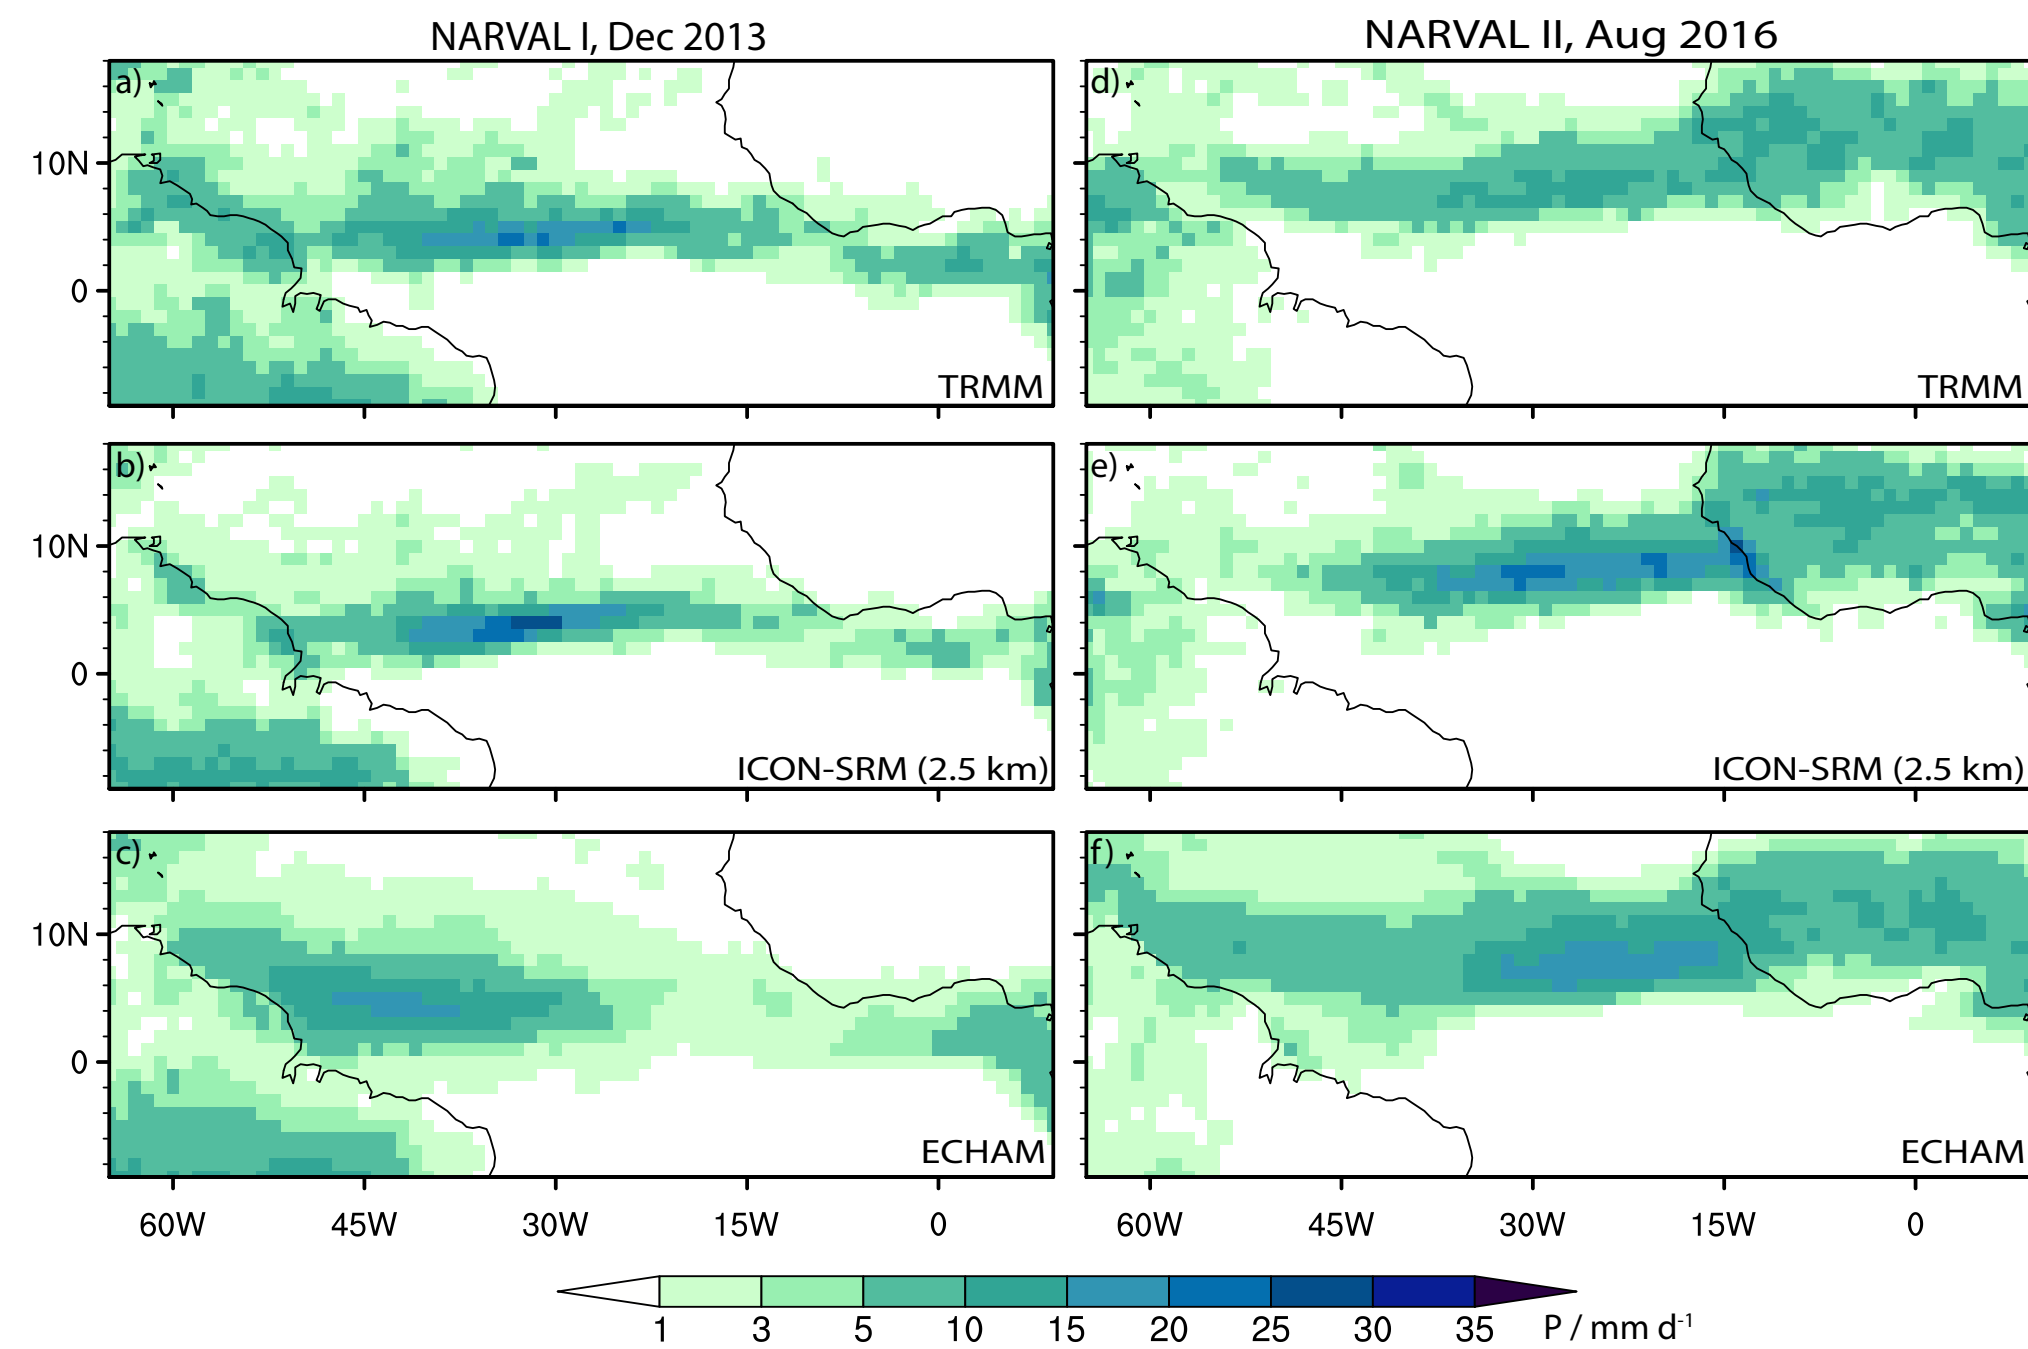 NARVAL I, Dec 2013
NARVAL II, Aug 2016
a)
10N
0
TRMM
d)
TRMM
b)
10N
0
ICON-SRM (2.5 km)
e)
ICON-SRM (2.5 km)
c)
10N
0
ECHAM
f)
ECHAM
60W 45W 30W 15W 0
60W 45W 30W 15W 0
1 3 5 10 15 20 25 30 35 P / mm d⁻¹